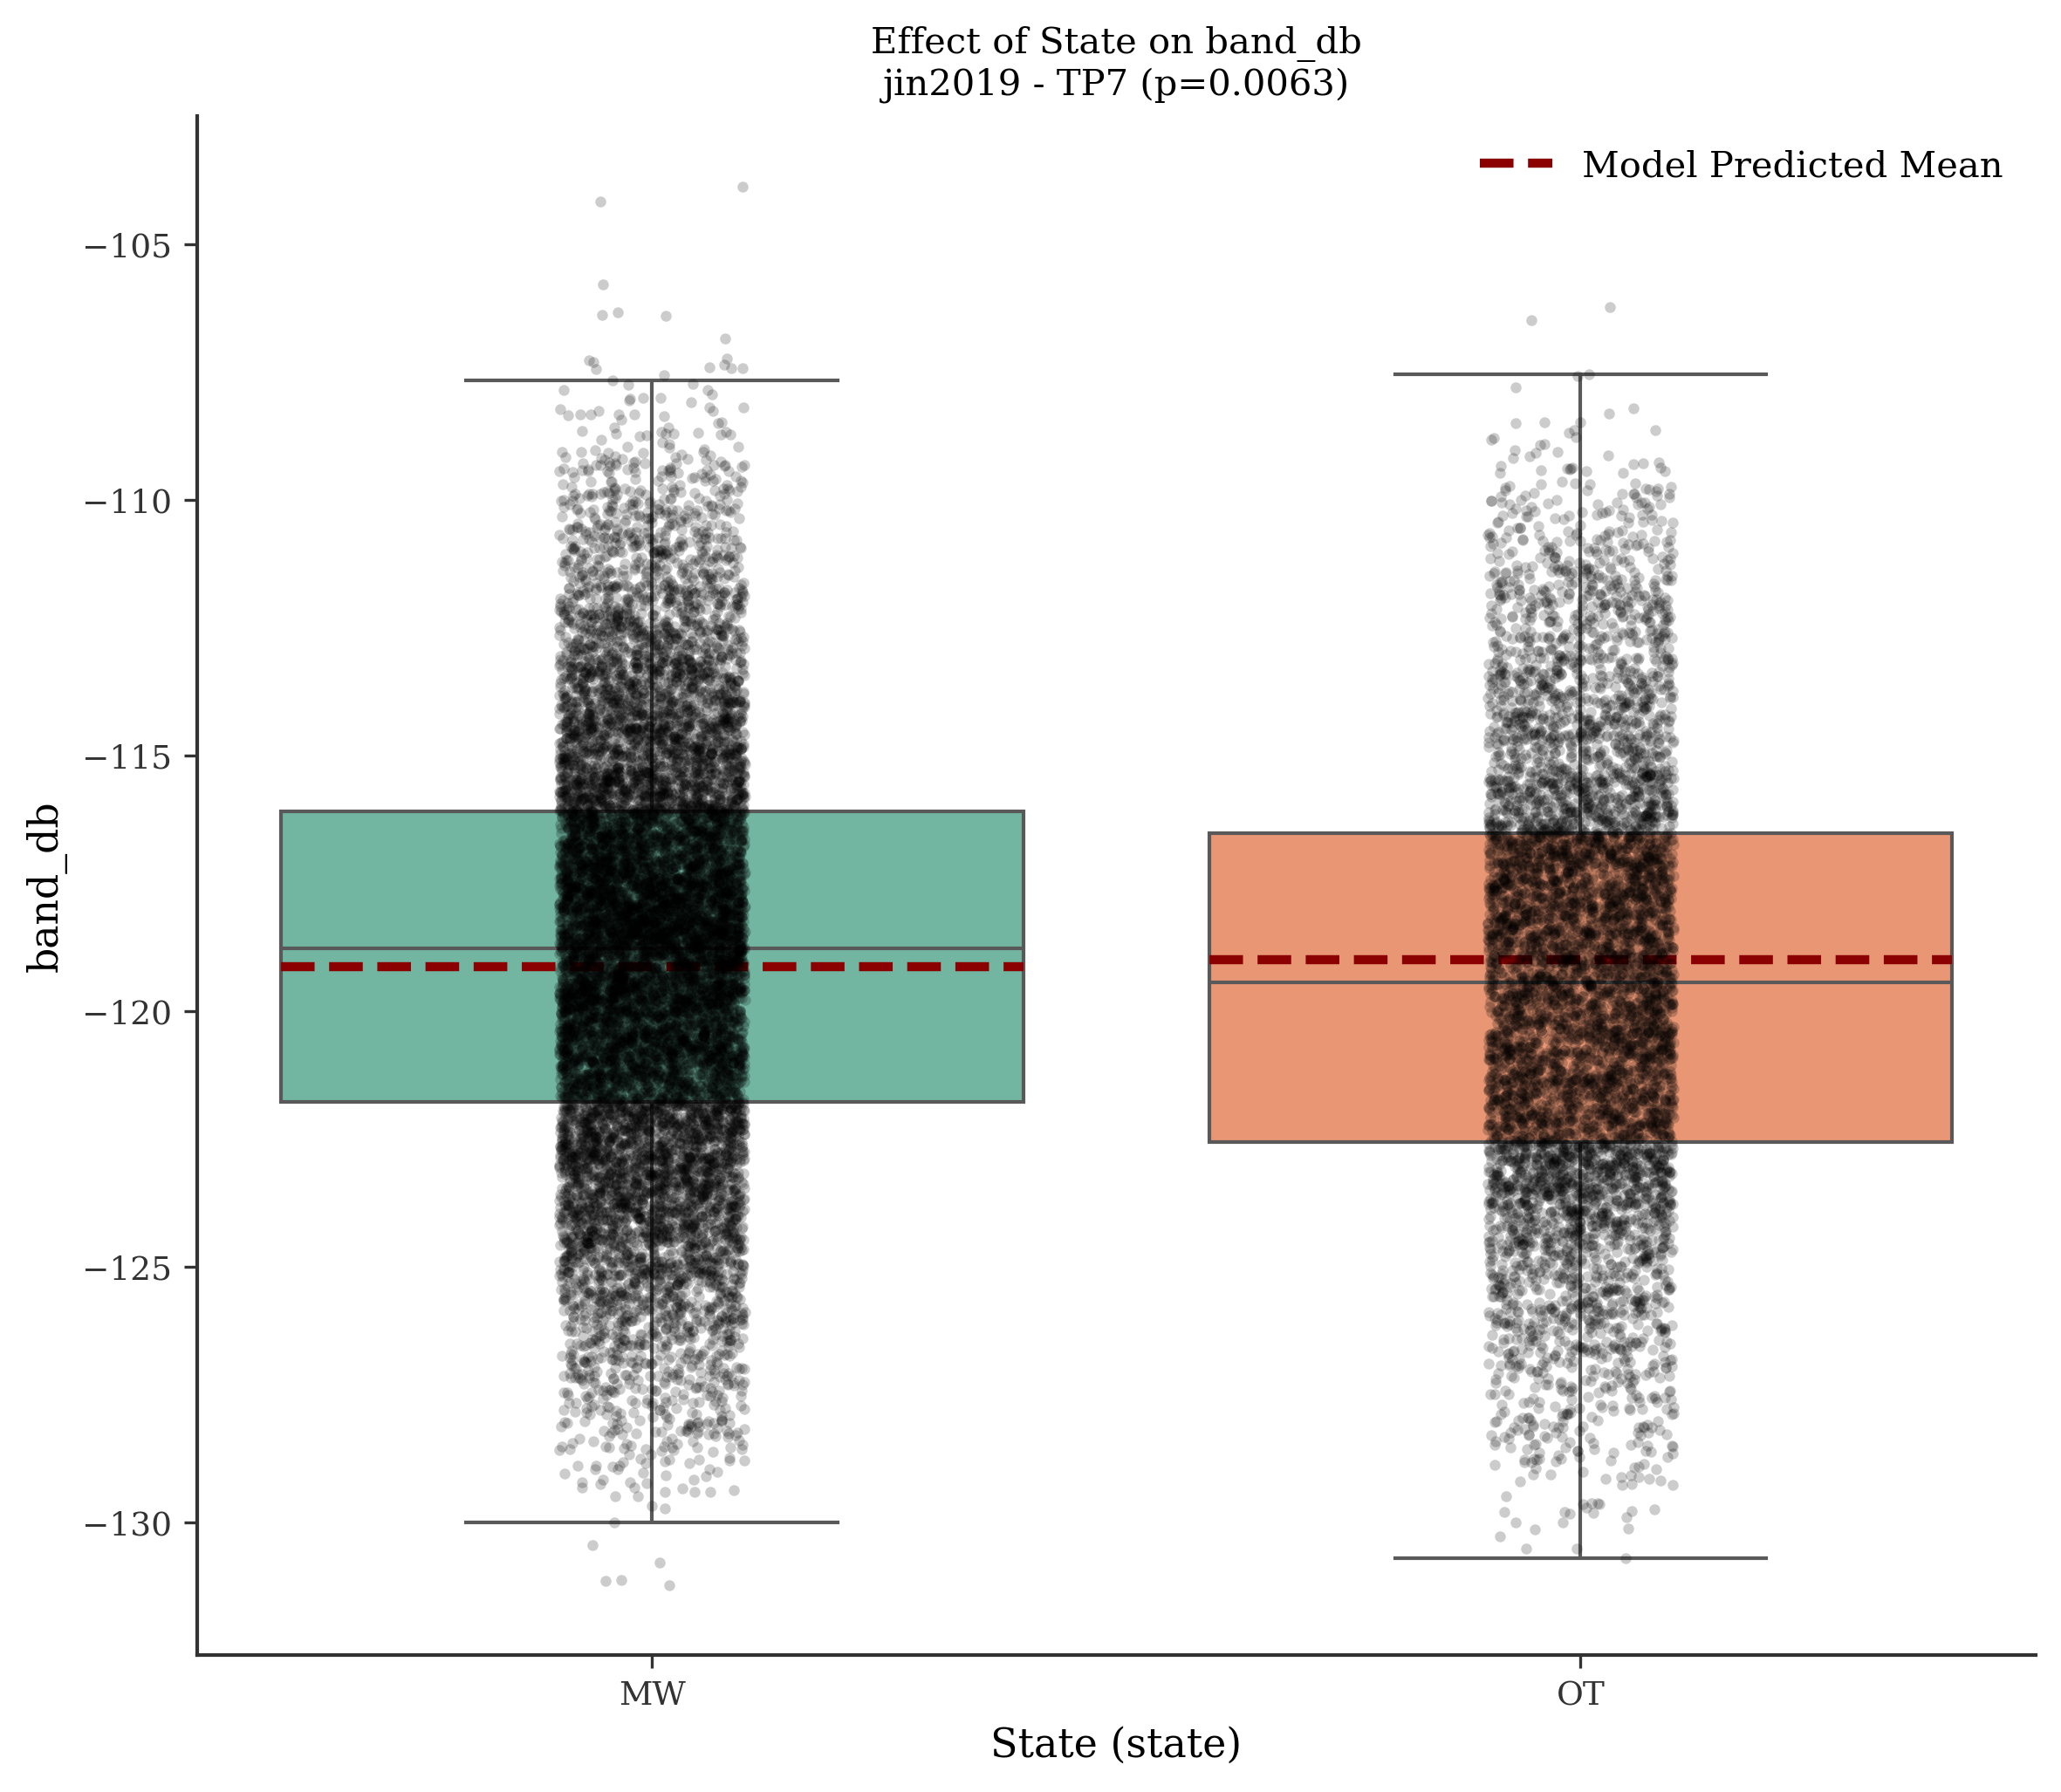 Effect of State on band_db
jin2019 - TP7 (p=0.0063)
Model Predicted Mean
−105
−110
−115
−120
−125
−130
band_db
MW
OT
State (state)